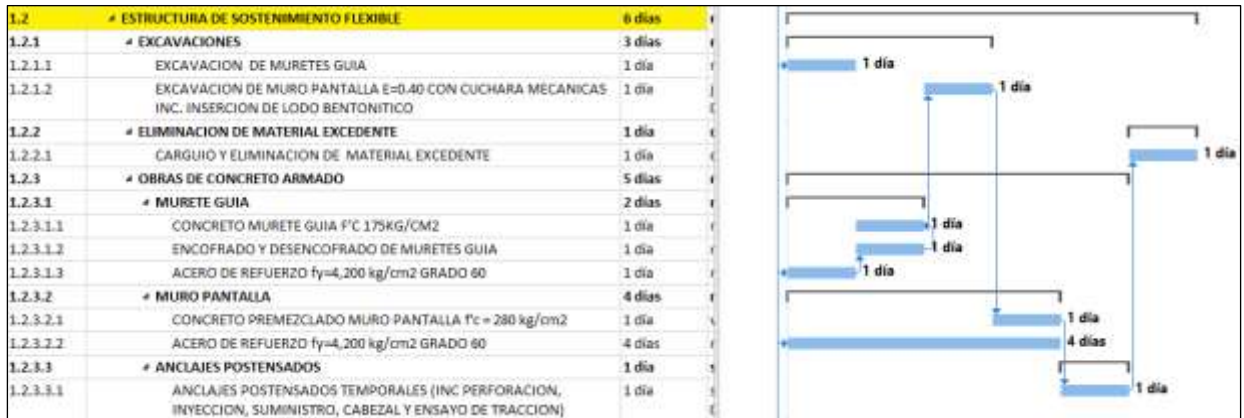 1.2 ESTRUCTURA DE SOSTENIMIENTO FLEXIBLE 6 días
1.2.1 EXCAVACIONES 3 días
1.2.1.1 EXCAVACION DE MURETES GUIA 1 día 1 día
1.2.1.2 EXCAVACION DE MURO PANTALLA E=0.40 CON CUCHARA MECANICAS 1 día 1 día
INC. INSERCION DE LODO BENTONITICO
1.2.2 ELIMINACION DE MATERIAL EXCEDENTE 1 día
1.2.2.1 CARGUIO Y ELIMINACION DE MATERIAL EXCEDENTE 1 día 1 día
1.2.3 OBRAS DE CONCRETO ARMADO 5 días
1.2.3.1 MURETE GUIA 2 días
1.2.3.1.1 CONCRETO MURETE GUIA F'C 175KG/CM2 1 día 1 día
1.2.3.1.2 ENCOFRADO Y DESENCOFRADO DE MURETES GUIA 1 día 1 día
1.2.3.1.3 ACERO DE REFUERZO fy=4,200 kg/cm2 GRADO 60 1 día 1 día
1.2.3.2 MURO PANTALLA 4 días
1.2.3.2.1 CONCRETO PREMEZCLADO MURO PANTALLA f'c = 280 kg/cm2 1 día 1 día
1.2.3.2.2 ACERO DE REFUERZO fy=4,200 kg/cm2 GRADO 60 4 días 4 días
1.2.3.3 ANCLAJES POSTENSADOS 1 día
1.2.3.3.1 ANCLAJES POSTENSADOS TEMPORALES (INC PERFORACION, 1 día 1 día
INYECCION, SUMINISTRO, CABEZAL Y ENSAYO DE TRACCION)